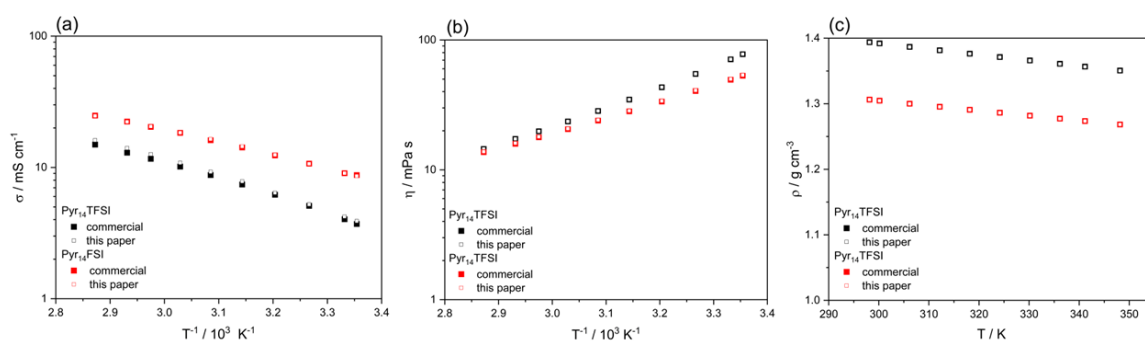 (a)
100
10
1
σ / mS cm⁻¹
2.8 2.9 3.0 3.1 3.2 3.3 3.4
T⁻¹ / 10³ K⁻¹
Pyr₁₄TFSI
commercial
this paper
Pyr₁₄FSI
commercial
this paper
(b)
100
10
1
η / mPa s
2.8 2.9 3.0 3.1 3.2 3.3 3.4
T⁻¹ / 10³ K⁻¹
Pyr₁₄TFSI
commercial
this paper
Pyr₁₄TFSI
commercial
this paper
(c)
1.4
1.3
1.2
1.1
1.0
ρ / g cm⁻³
290 300 310 320 330 340 350
T / K
Pyr₁₄TFSI
commercial
this paper
Pyr₁₄TFSI
commercial
this paper